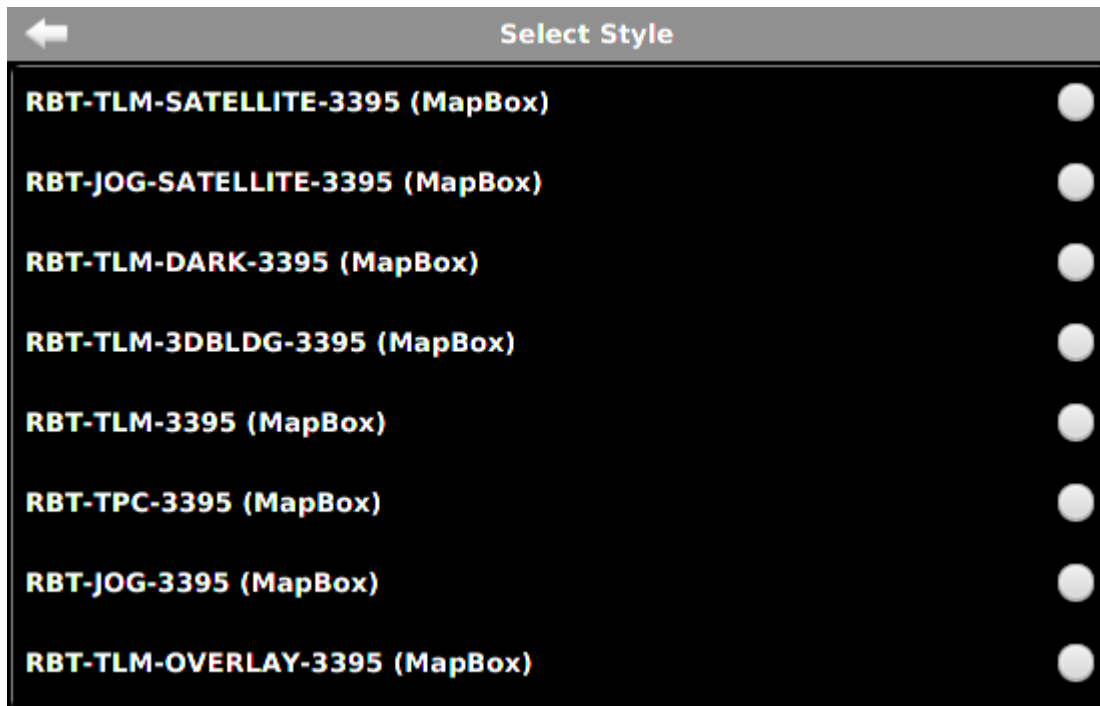 Select Style
RBT-TLM-SATELLITE-3395 (MapBox)
RBT-JOG-SATELLITE-3395 (MapBox)
RBT-TLM-DARK-3395 (MapBox)
RBT-TLM-3DBLDG-3395 (MapBox)
RBT-TLM-3395 (MapBox)
RBT-TPC-3395 (MapBox)
RBT-JOG-3395 (MapBox)
RBT-TLM-OVERLAY-3395 (MapBox)